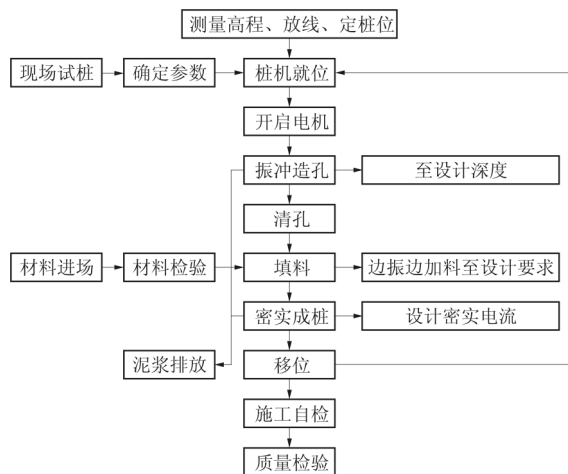 测量高程、放线、定桩位
现场试桩
确定参数
桩机就位
开启电机
振冲造孔
至设计深度
清孔
材料进场
材料检验
填料
边振边加料至设计要求
密实成桩
设计密实电流
泥浆排放
移位
施工自检
质量检验